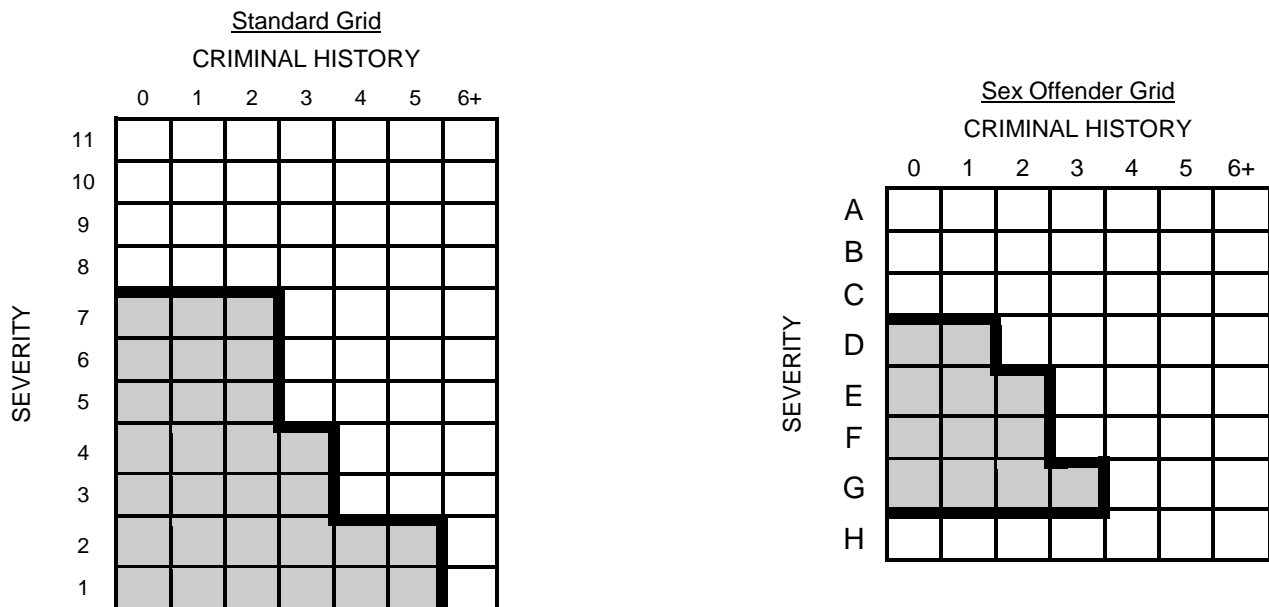 Standard Grid
CRIMINAL HISTORY
0 1 2 3 4 5 6+
11
10
9
8
7
6
5
4
3
2
1
SEVERITY
Sex Offender Grid
CRIMINAL HISTORY
0 1 2 3 4 5 6+
A
B
C
D
E
F
G
H
SEVERITY